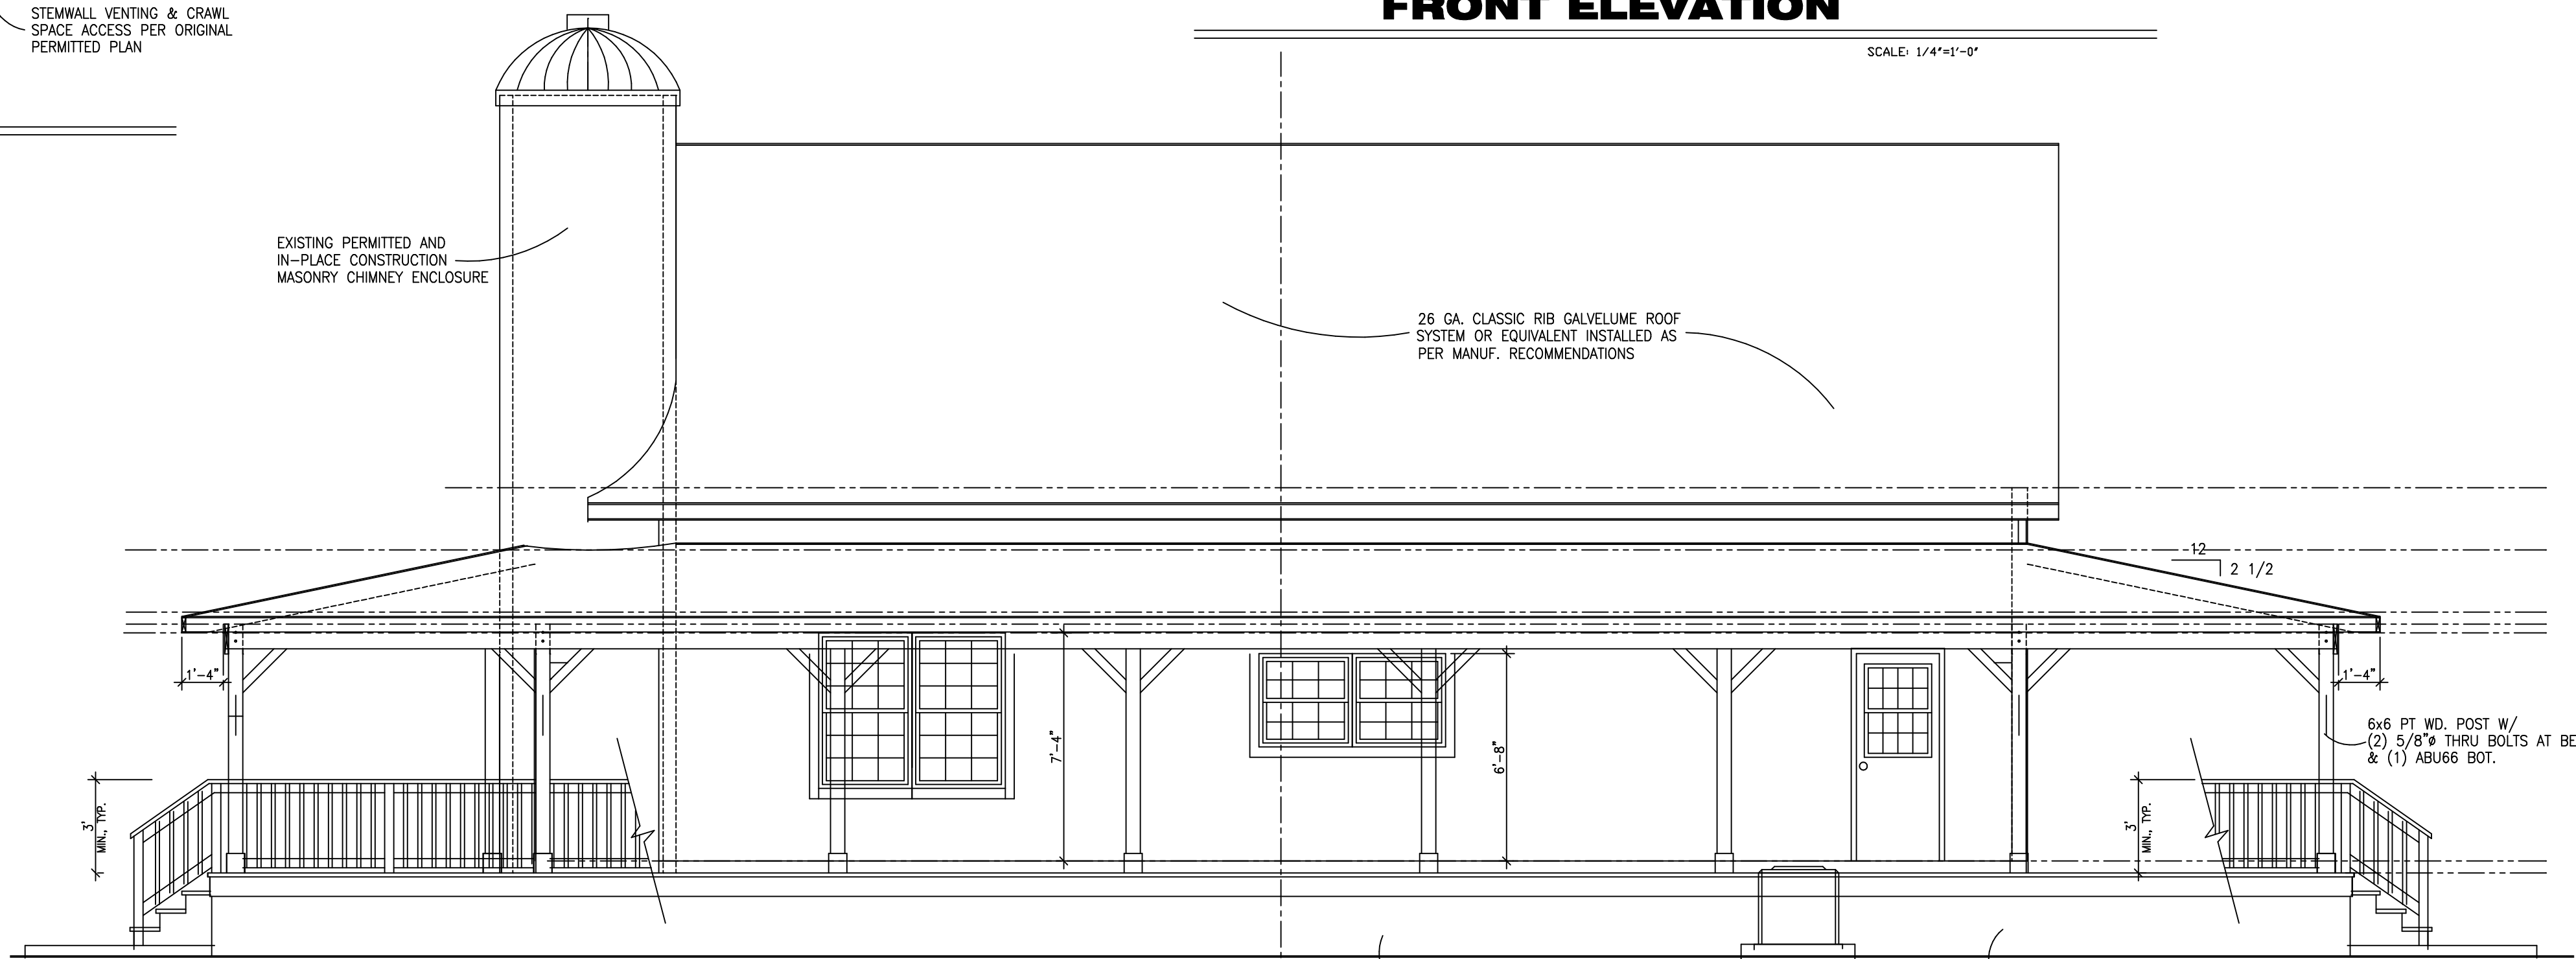 STEMWALL VENTING & CRAWL
SPACE ACCESS PER ORIGINAL
PERMITTED PLAN
FRONT ELEVATION
SCALE: 1/4"=1'-0"
EXISTING PERMITTED AND
IN-PLACE CONSTRUCTION
MASONRY CHIMNEY ENCLOSURE
26 GA. CLASSIC RIB GALVELUME ROOF
SYSTEM OR EQUIVALENT INSTALLED AS
PER MANUF. RECOMMENDATIONS
12
2 1/2
1'-4"
1'-4"
7'-4"
6'-8"
6x6 PT WD. POST W/
(2) 5/8"ø THRU BOLTS AT BE
& (1) ABU66 BOT.
3'
MIN., TYP.
3'
MIN., TYP.